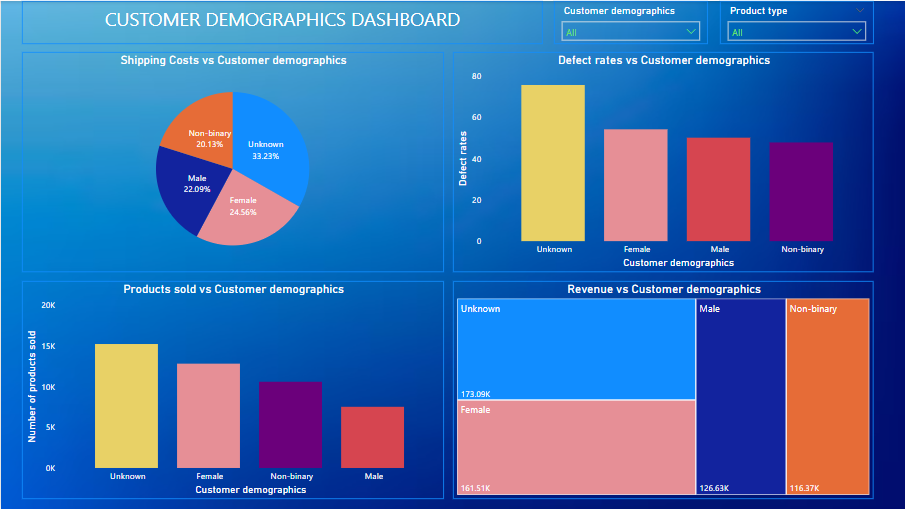 CUSTOMER DEMOGRAPHICS DASHBOARD
Customer demographics
All
Product type
All
Shipping Costs vs Customer demographics
Non-binary
20.13%
Unknown
33.23%
Male
22.09%
Female
24.56%
Defect rates vs Customer demographics
Defect rates
80
60
40
20
0
Unknown
Female
Male
Non-binary
Customer demographics
Products sold vs Customer demographics
Number of products sold
20K
15K
10K
5K
0K
Unknown
Female
Non-binary
Male
Customer demographics
Revenue vs Customer demographics
Unknown
173.09K
Female
161.51K
Male
126.63K
Non-binary
116.37K